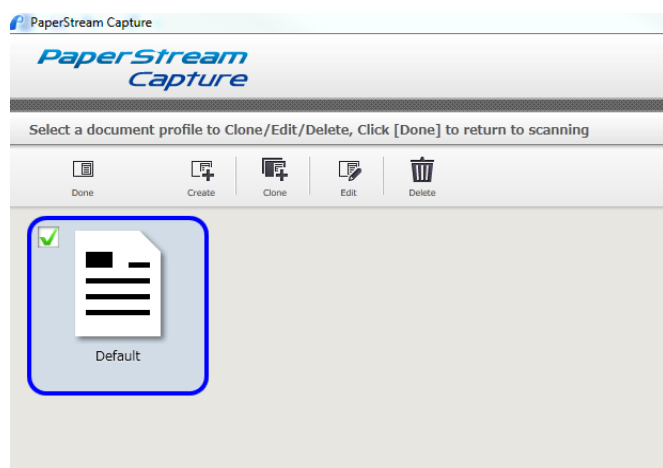 PaperStream Capture
PaperStream
Capture
Select a document profile to Clone/Edit/Delete, Click [Done] to return to scanning
Done Create Clone Edit Delete
Default